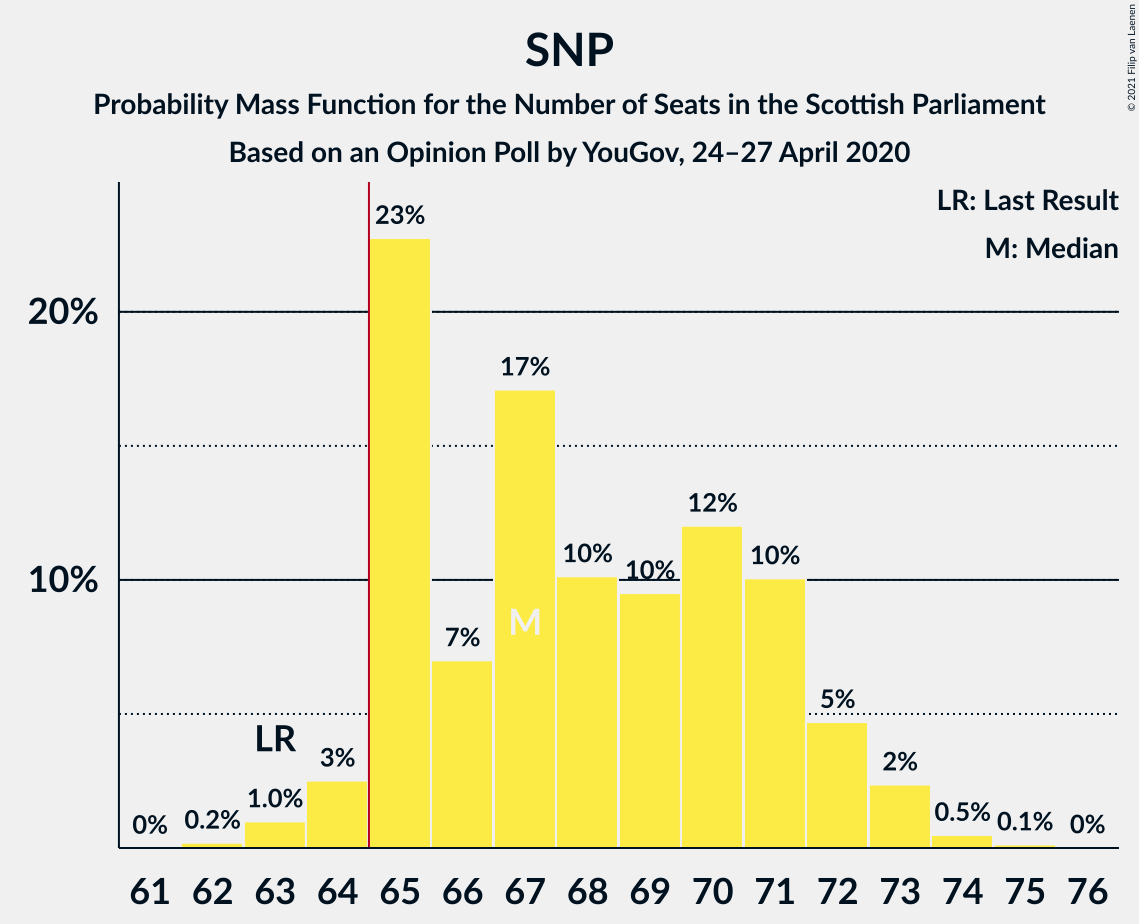 SNP
Probability Mass Function for the Number of Seats in the Scottish Parliament
Based on an Opinion Poll by YouGov, 24–27 April 2020
© 2021 Filip van Laenen
LR: Last Result
M: Median
20%
10%
0%
0.2%
1.0%
LR
3%
23%
7%
17%
M
10%
10%
12%
10%
5%
2%
0.5%
0.1%
0%
61 62 63 64 65 66 67 68 69 70 71 72 73 74 75 76